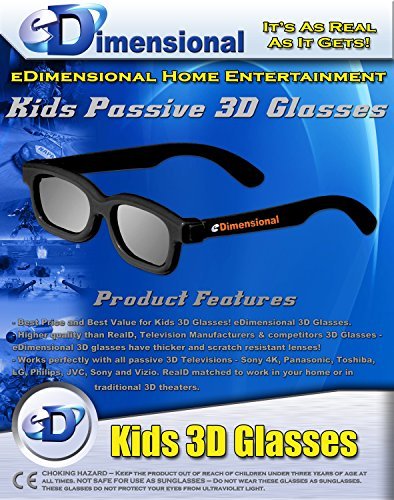 eDimensional
It's As Real
As It Gets!
eDimensional Home Entertainment
Kids Passive 3D Glasses
eDimensional
Product Features
- Best Price and Best Value for Kids 3D Glasses! eDimensional 3D Glasses.
- Higher quality than RealD, Television Manufacturers & competitors 3D Glasses -
eDimensional 3D glasses have thicker and scratch resistant lenses!
- Works perfectly with all passive 3D Televisions - Sony 4K, Panasonic, Toshiba,
LG, Philips, JVC, Sony and Vizio. RealD matched to work in your home or in
traditional 3D theaters.
eD
Kids 3D Glasses
CE
Choking Hazard – Keep the product out of reach of children under three years of age at
all times. Not safe for use as sunglasses – Do not wear these glasses as sunglasses.
These glasses do not protect your eyes from ultraviolet light.